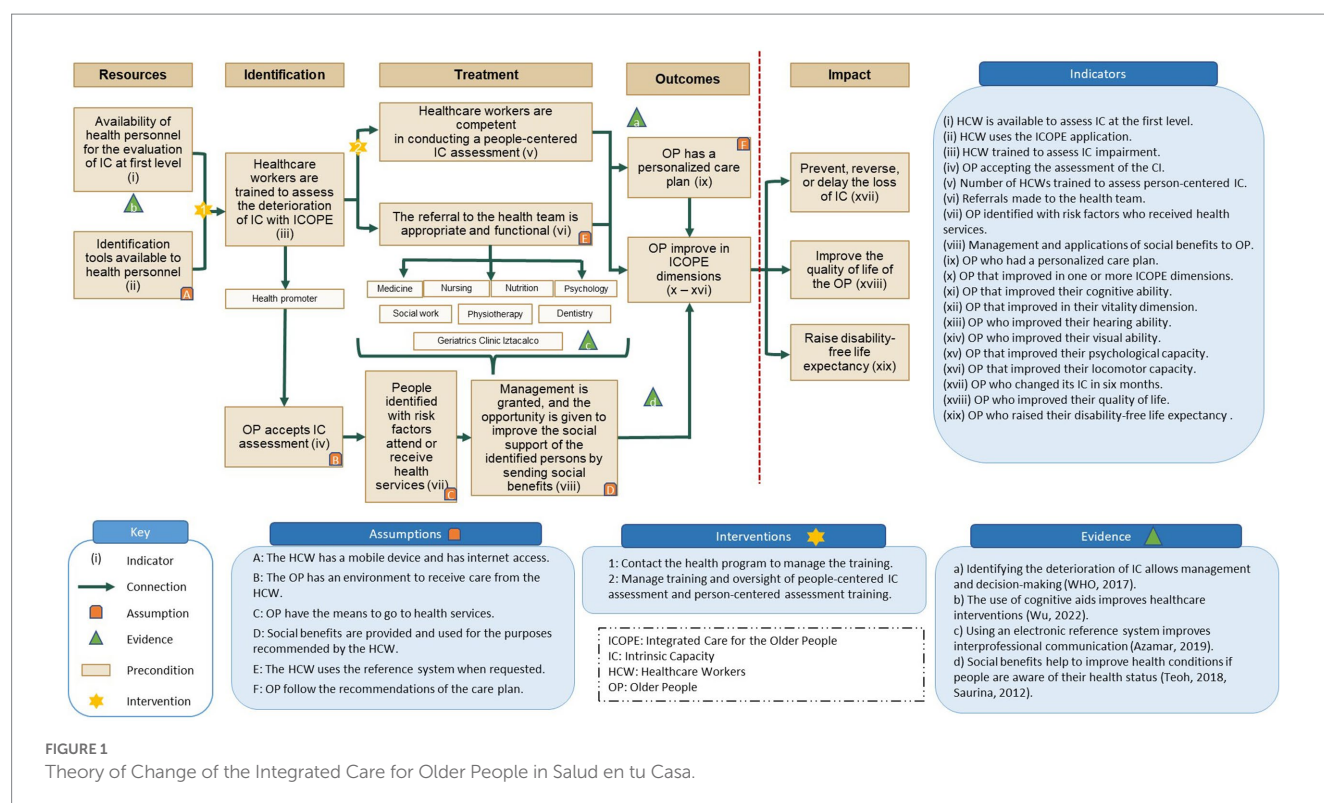 Resources
Identification
Treatment
Outcomes
Impact
Indicators
Availability of
health personnel
for the evaluation
of IC at first level
(i)
b
Identification
tools available to
health personnel
(ii)
A
1
Healthcare
workers are
trained to assess
the deterioration
of IC with ICOPE
(iii)
Health promoter
2
Healthcare workers are
competent
in conducting a people-centered
IC assessment (v)
The referral to the health team is
appropriate and functional (vi)
E
Medicine
Nursing
Nutrition
Psychology
Social work
Physiotherapy
Dentistry
Geriatrics Clinic Iztacalco
c
OP accepts IC
assessment (iv)
B
People
identified
with risk
factors
attend or
receive
health
services (vii)
C
Management is
granted, and the
opportunity is given to
improve the social
support of the
identified persons by
sending social
benefits (viii)
D
d
a
OP has a
personalized care
plan (ix)
F
OP improve in
ICOPE
dimensions
(x – xvi)
Prevent, reverse,
or delay the loss
of IC (xvii)
Improve the
quality of life of
the OP (xviii)
Raise disability-
free life
expectancy (xix)
(i) HCW is available to assess IC at the first level.
(ii) HCW uses the ICOPE application.
(iii) HCW trained to assess IC impairment.
(iv) OP accepting the assessment of the CI.
(v) Number of HCWs trained to assess person-centered IC.
(vi) Referrals made to the health team.
(vii) OP identified with risk factors who received health
services.
(viii) Management and applications of social benefits to OP.
(ix) OP who had a personalized care plan.
(x) OP that improved in one or more ICOPE dimensions.
(xi) OP that improved their cognitive ability.
(xii) OP that improved in their vitality dimension.
(xiii) OP who improved their hearing ability.
(xiv) OP who improved their visual ability.
(xv) OP that improved their psychological capacity.
(xvi) OP that improved their locomotor capacity.
(xvii) OP who changed its IC in six months.
(xviii) OP who improved their quality of life.
(xix) OP who raised their disability-free life expectancy .
Key
(i) Indicator
Connection
Assumption
Evidence
Precondition
Intervention
Assumptions
A: The HCW has a mobile device and has internet access.
B: The OP has an environment to receive care from the
HCW.
C: OP have the means to go to health services.
D: Social benefits are provided and used for the purposes
recommended by the HCW.
E: The HCW uses the reference system when requested.
F: OP follow the recommendations of the care plan.
Interventions
1: Contact the health program to manage the training.
2: Manage training and oversight of people-centered IC
assessment and person-centered assessment training.
ICOPE: Integrated Care for the Older People
IC: Intrinsic Capacity
HCW: Healthcare Workers
OP: Older People
Evidence
a) Identifying the deterioration of IC allows management
and decision-making (WHO, 2017).
b) The use of cognitive aids improves healthcare
interventions (Wu, 2022).
c) Using an electronic reference system improves
interprofessional communication (Azamar, 2019).
d) Social benefits help to improve health conditions if
people are aware of their health status (Teoh, 2018,
Saurina, 2012).
FIGURE 1
Theory of Change of the Integrated Care for Older People in Salud en tu Casa.